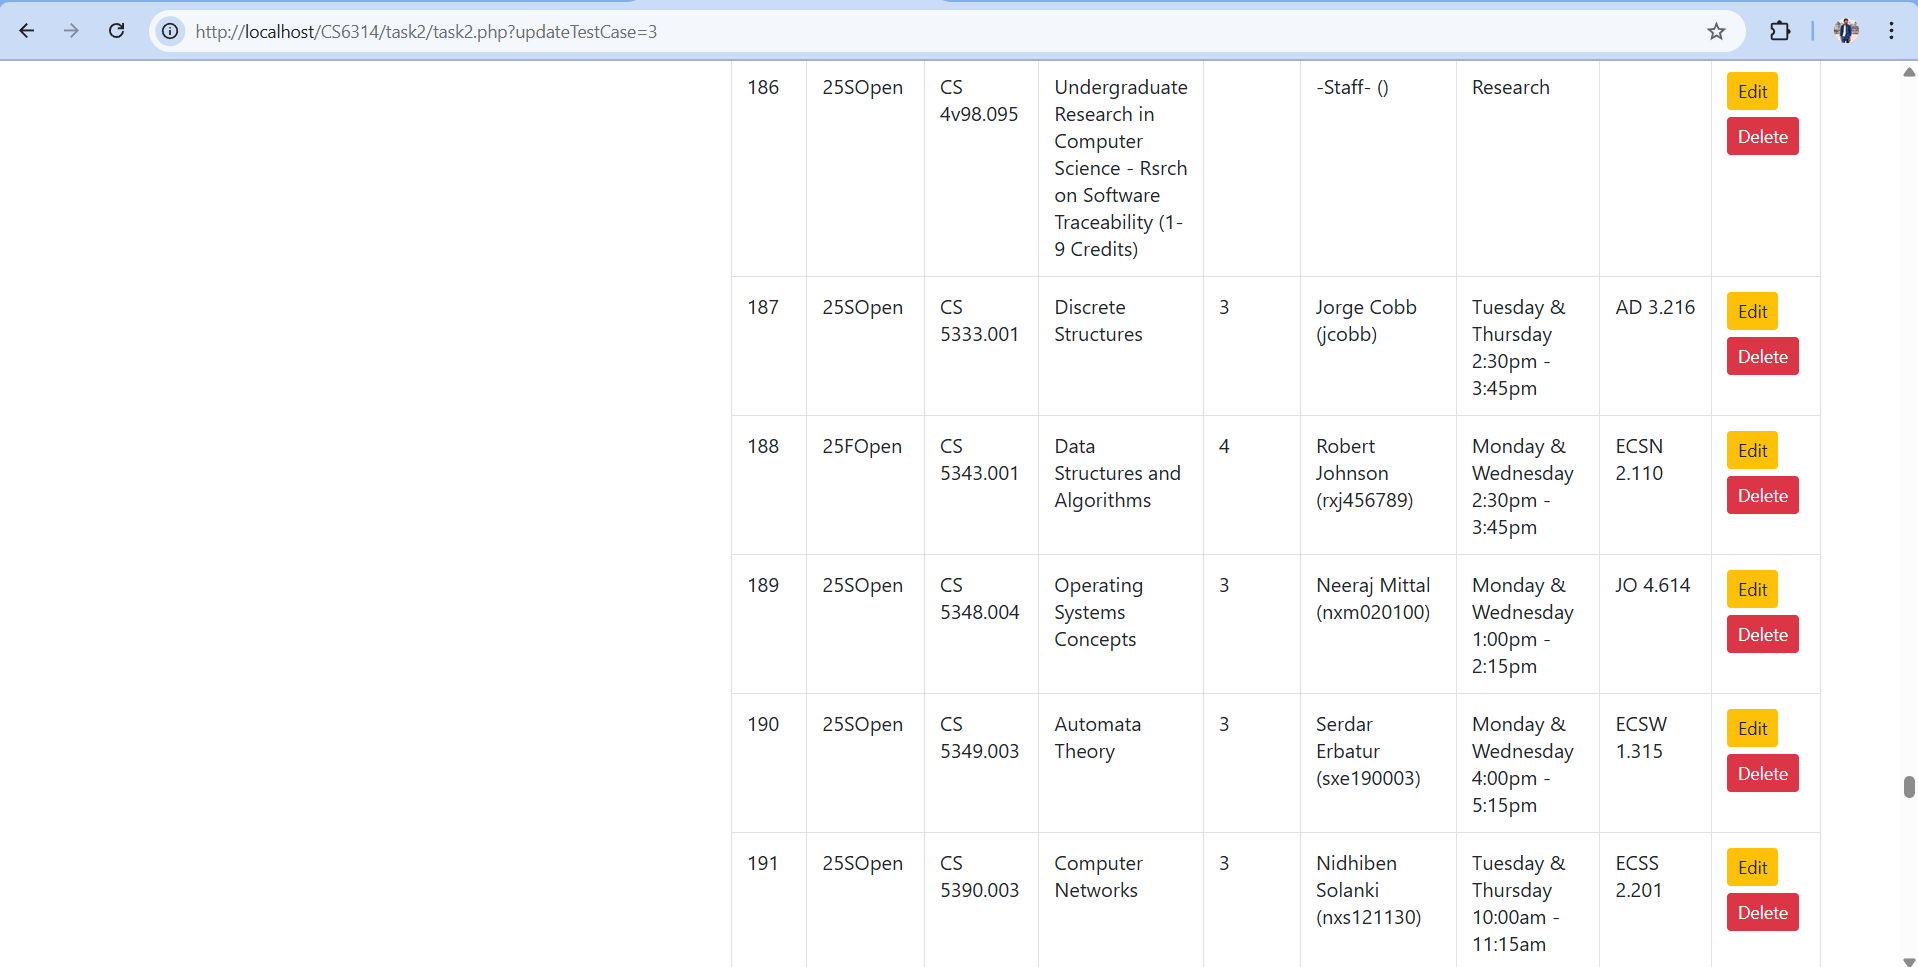 http://localhost/CS6314/task2/task2.php?updateTestCase=3
186
25SOpen
CS
4v98.095
Undergraduate
Research in
Computer
Science - Rsrch
on Software
Traceability (1-
9 Credits)
-Staff- ()
Research
Edit
Delete
187
25SOpen
CS
5333.001
Discrete
Structures
3
Jorge Cobb
(jcobb)
Tuesday &
Thursday
2:30pm -
3:45pm
AD 3.216
Edit
Delete
188
25FOpen
CS
5343.001
Data
Structures and
Algorithms
4
Robert
Johnson
(rxj456789)
Monday &
Wednesday
2:30pm -
3:45pm
ECSN
2.110
Edit
Delete
189
25SOpen
CS
5348.004
Operating
Systems
Concepts
3
Neeraj Mittal
(nxm020100)
Monday &
Wednesday
1:00pm -
2:15pm
JO 4.614
Edit
Delete
190
25SOpen
CS
5349.003
Automata
Theory
3
Serdar
Erbatur
(sxe190003)
Monday &
Wednesday
4:00pm -
5:15pm
ECSW
1.315
Edit
Delete
191
25SOpen
CS
5390.003
Computer
Networks
3
Nidhiben
Solanki
(nxs121130)
Tuesday &
Thursday
10:00am -
11:15am
ECSS
2.201
Edit
Delete